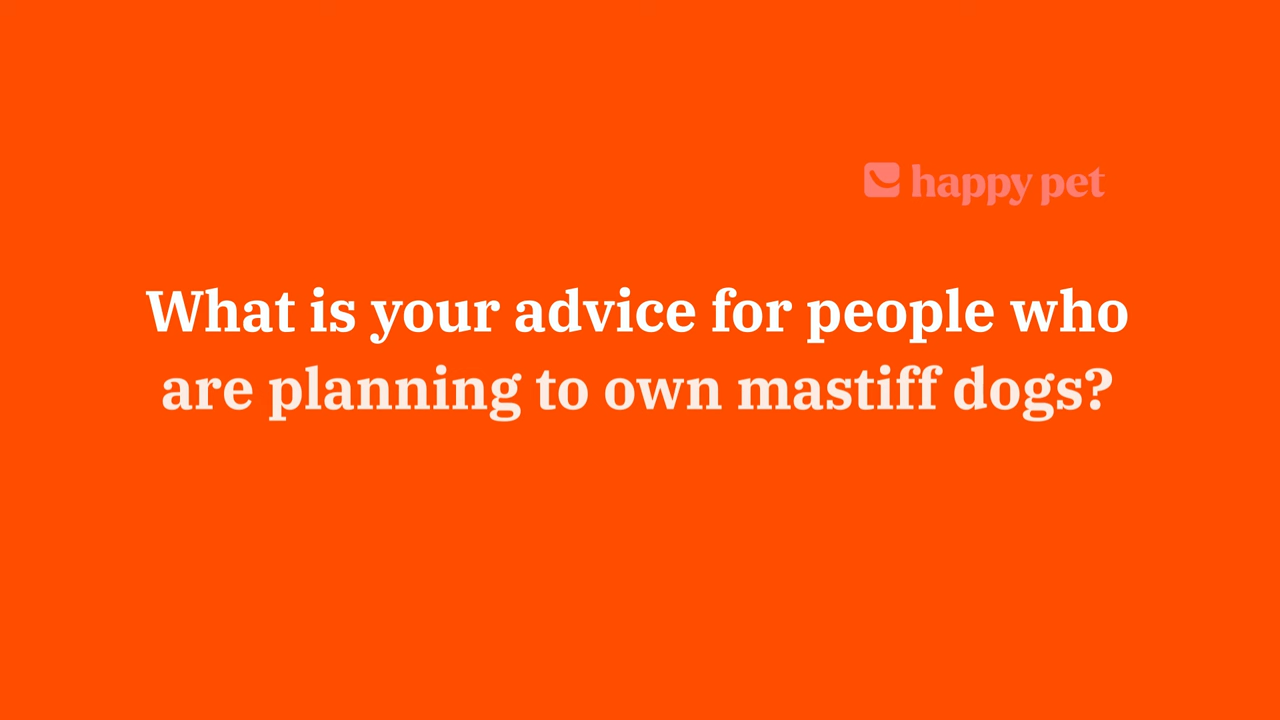 happy pet
What is your advice for people who
are planning to own mastiff dogs?